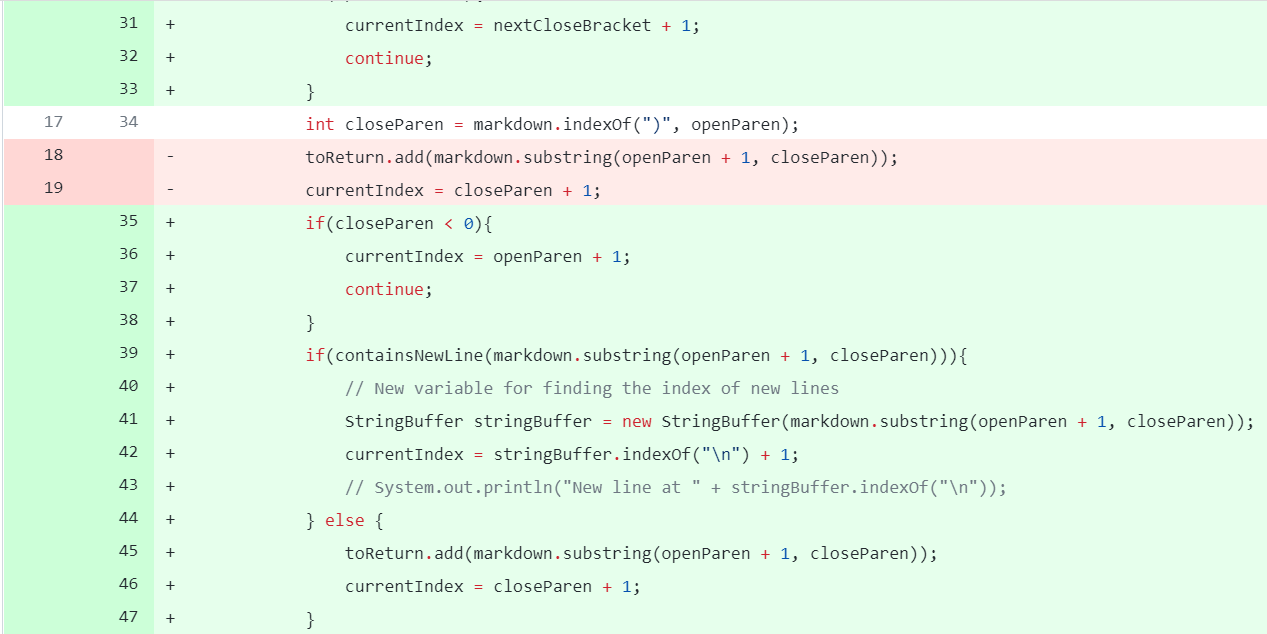 31 + currentIndex = nextCloseBracket + 1;
32 + continue;
33 + }
17 34 int closeParen = markdown.indexOf(")", openParen);
18 - toReturn.add(markdown.substring(openParen + 1, closeParen));
19 - currentIndex = closeParen + 1;
35 + if(closeParen < 0){
36 + currentIndex = openParen + 1;
37 + continue;
38 + }
39 + if(containsNewLine(markdown.substring(openParen + 1, closeParen))){
40 + // New variable for finding the index of new lines
41 + StringBuffer stringBuffer = new StringBuffer(markdown.substring(openParen + 1, closeParen));
42 + currentIndex = stringBuffer.indexOf("\n") + 1;
43 + // System.out.println("New line at " + stringBuffer.indexOf("\n"));
44 + } else {
45 + toReturn.add(markdown.substring(openParen + 1, closeParen));
46 + currentIndex = closeParen + 1;
47 + }